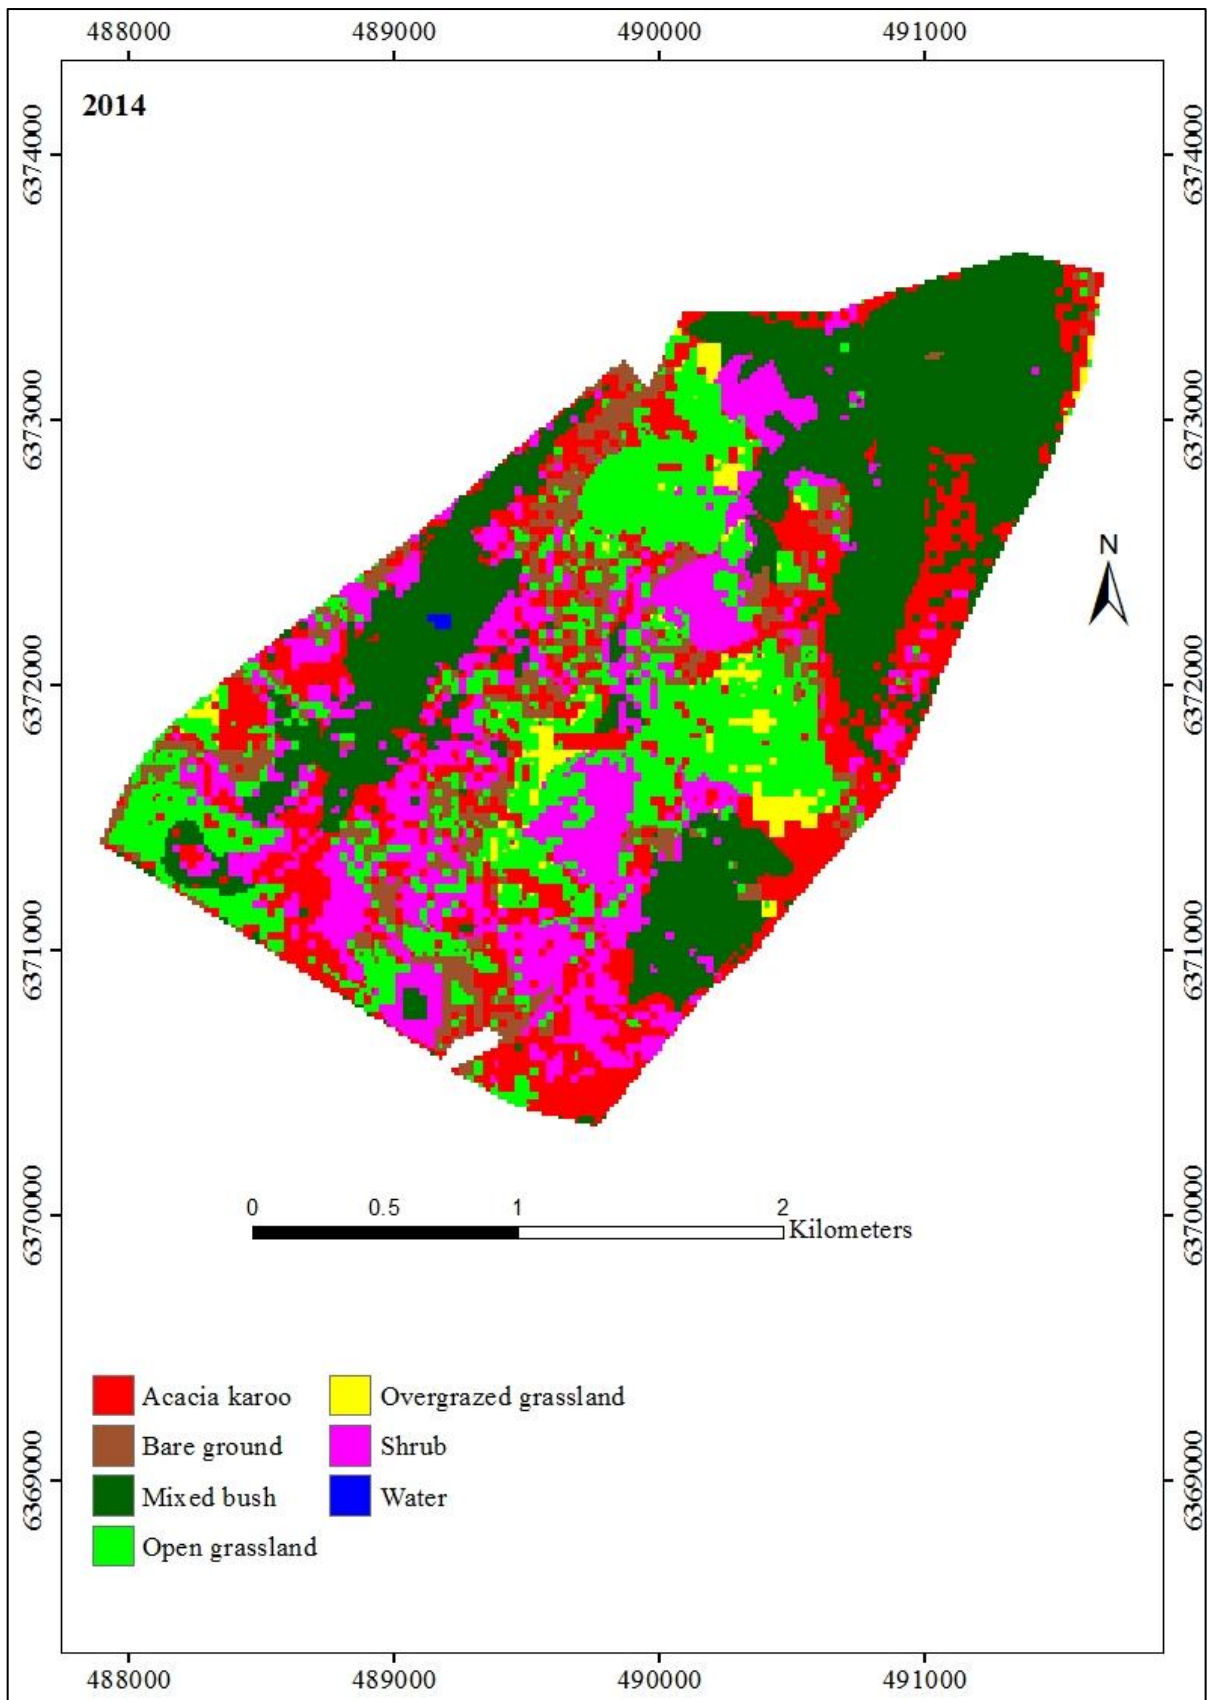 488000 489000 490000 491000
2014
6374000 6374000
6373000 6373000
N
6372000 6372000
6371000 6371000
0 0.5 1 2
Kilometers
6370000 6370000
Acacia karoo Overgrazed grassland
Bare ground Shrub
Mixed bush Water
6369000 6369000
Open grassland
488000 489000 490000 491000